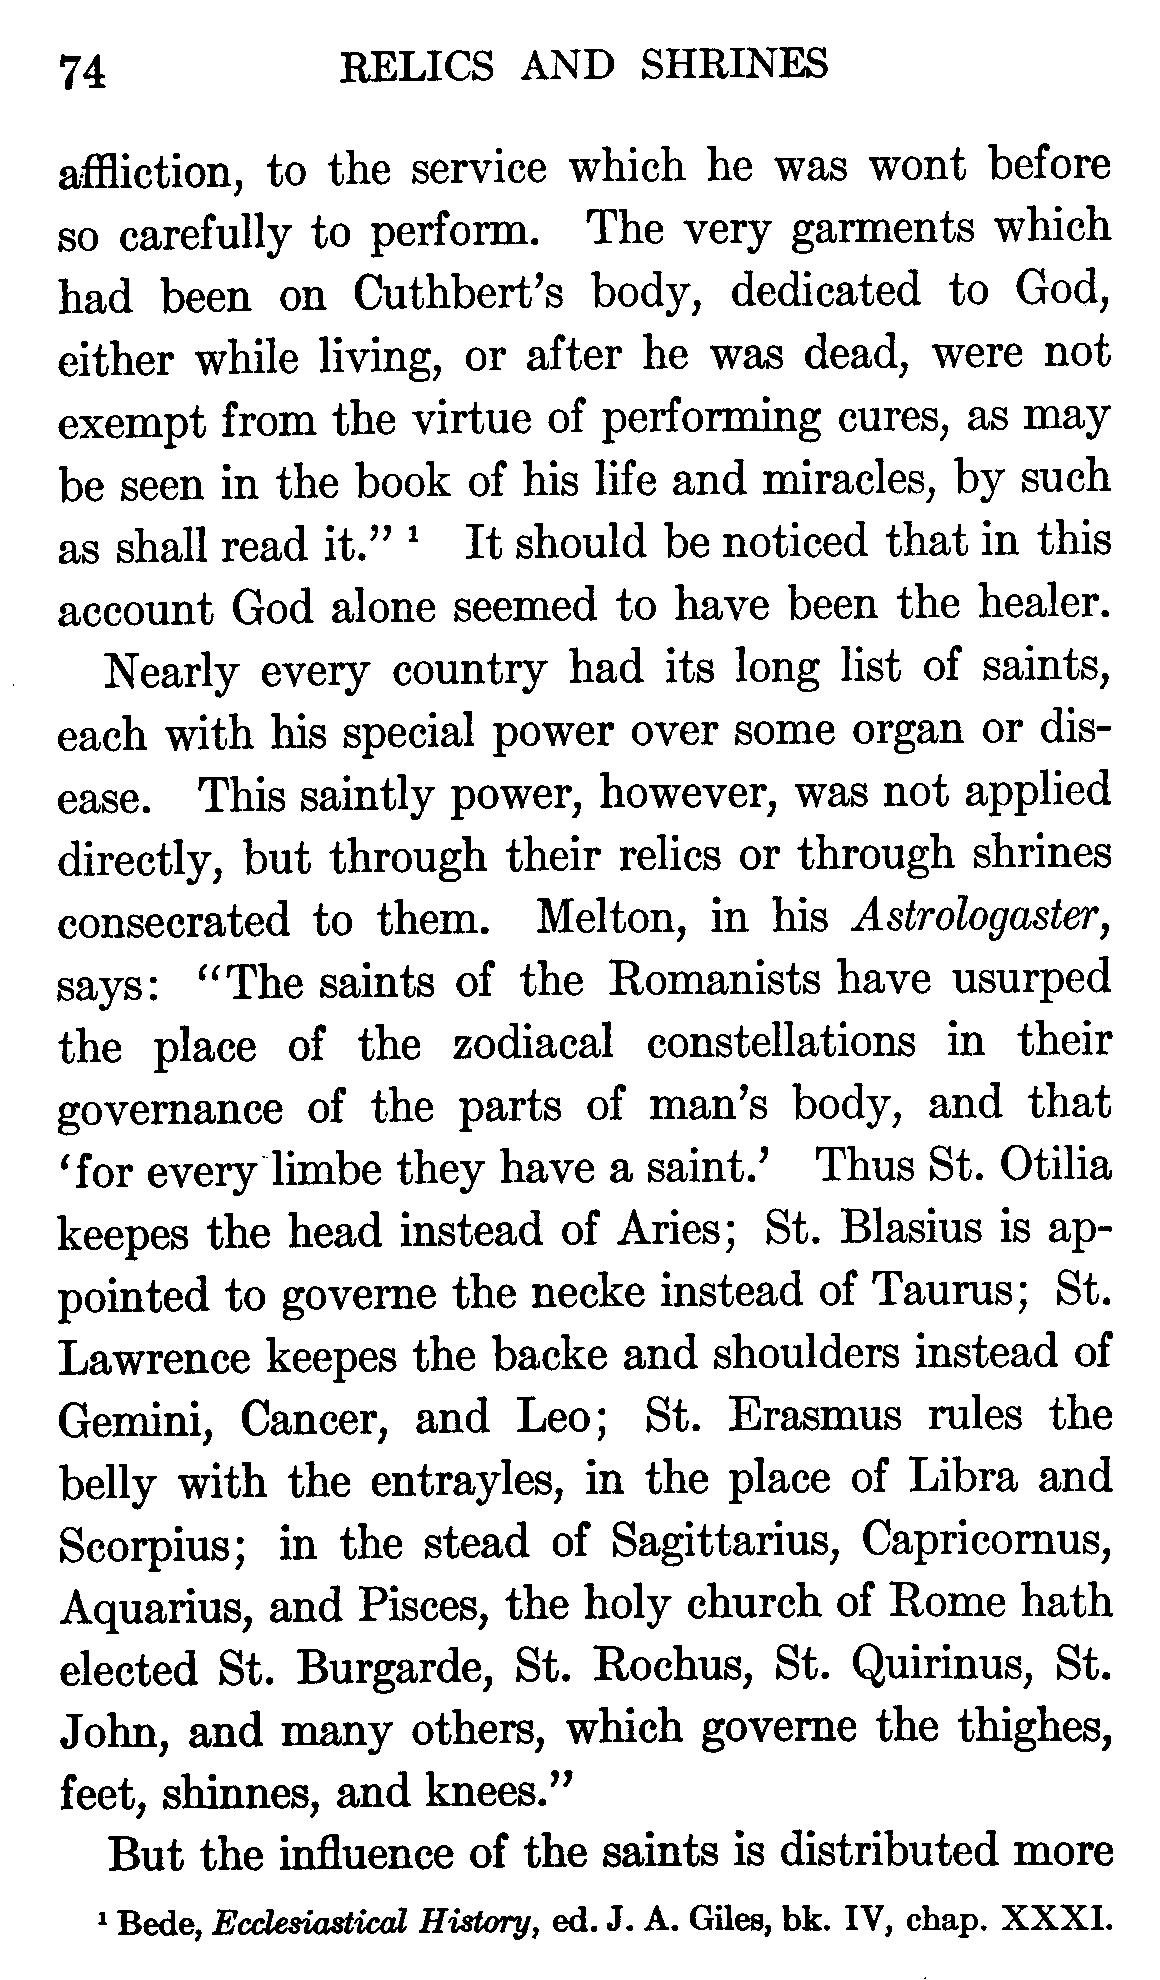 74 RELICS AND SHRINES
affliction, to the service which he was wont before
so carefully to perform. The very garments which
had been on Cuthbert's body, dedicated to God,
either while living, or after he was dead, were not
exempt from the virtue of performing cures, as may
be seen in the book of his life and miracles, by such
as shall read it." ¹ It should be noticed that in this
account God alone seemed to have been the healer.
Nearly every country had its long list of saints,
each with his special power over some organ or dis-
ease. This saintly power, however, was not applied
directly, but through their relics or through shrines
consecrated to them. Melton, in his Astrologaster,
says: "The saints of the Romanists have usurped
the place of the zodiacal constellations in their
governance of the parts of man's body, and that
'for every limbe they have a saint.' Thus St. Otilia
keepes the head instead of Aries; St. Blasius is ap-
pointed to governe the necke instead of Taurus; St.
Lawrence keepes the backe and shoulders instead of
Gemini, Cancer, and Leo; St. Erasmus rules the
belly with the entrayles, in the place of Libra and
Scorpius; in the stead of Sagittarius, Capricornus,
Aquarius, and Pisces, the holy church of Rome hath
elected St. Burgarde, St. Rochus, St. Quirinus, St.
John, and many others, which governe the thighes,
feet, shinnes, and knees."
But the influence of the saints is distributed more
¹ Bede, Ecclesiastical History, ed. J. A. Giles, bk. IV, chap. XXXI.